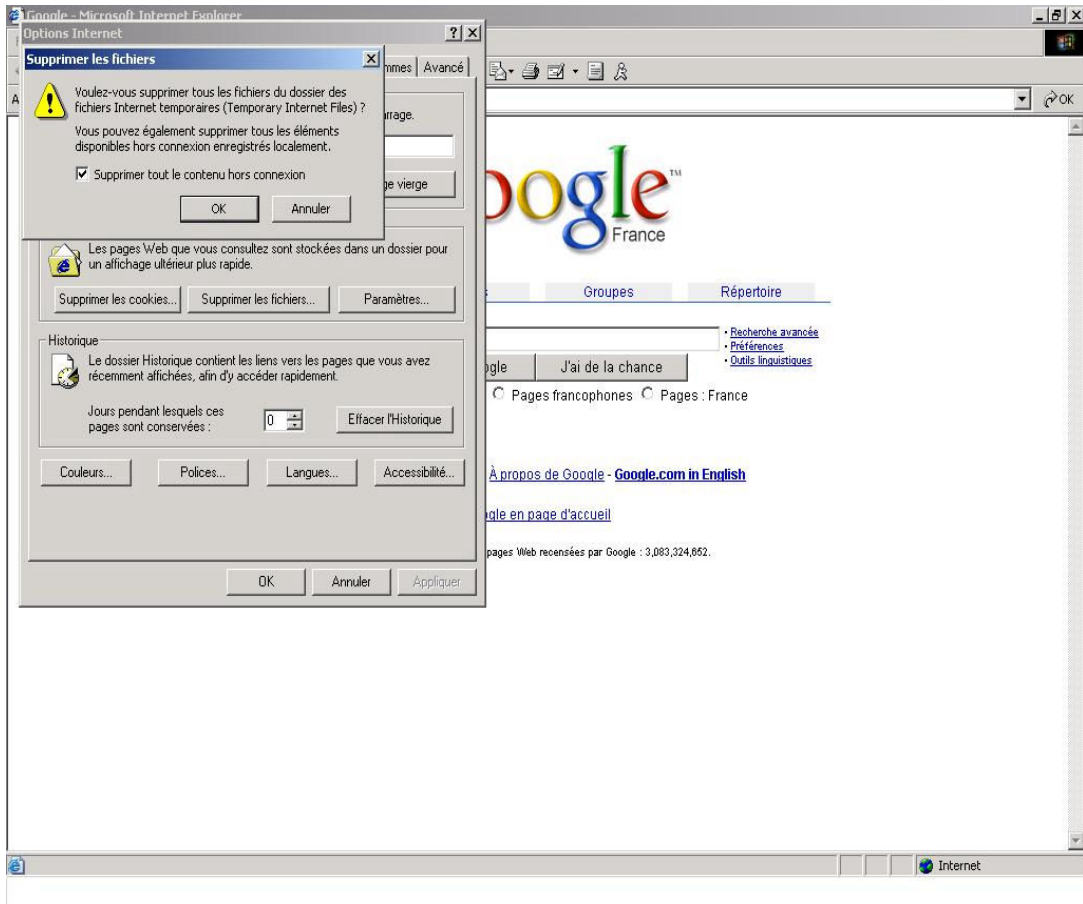 Google - Microsoft Internet Explorer
Options Internet
Supprimer les fichiers
Avancé
Voulez-vous supprimer tous les fichiers du dossier des
fichiers Internet temporaires (Temporary Internet Files) ?
Vous pouvez également supprimer tous les éléments
disponibles hors connexion enregistrés localement.
Supprimer tout le contenu hors connexion
OK
Annuler
OK
vierge
Les pages Web que vous consultez sont stockées dans un dossier pour
un affichage ultérieur plus rapide.
Supprimer les cookies...
Supprimer les fichiers...
Paramètres...
Historique
Le dossier Historique contient les liens vers les pages que vous avez
récemment affichées, afin d'y accéder rapidement.
Jours pendant lesquels ces
pages sont conservées :
0
Effacer l'Historique
Couleurs...
Polices...
Langues...
Accessibilité...
OK
Annuler
Appliquer
oogle™
France
Groupes
Répertoire
• Recherche avancée
• Préférences
• Outils linguistiques
J'ai de la chance
Pages francophones
Pages : France
À propos de Google - Google.com in English
en page d'accueil
pages Web recensées par Google : 3,083,324,652.
Internet